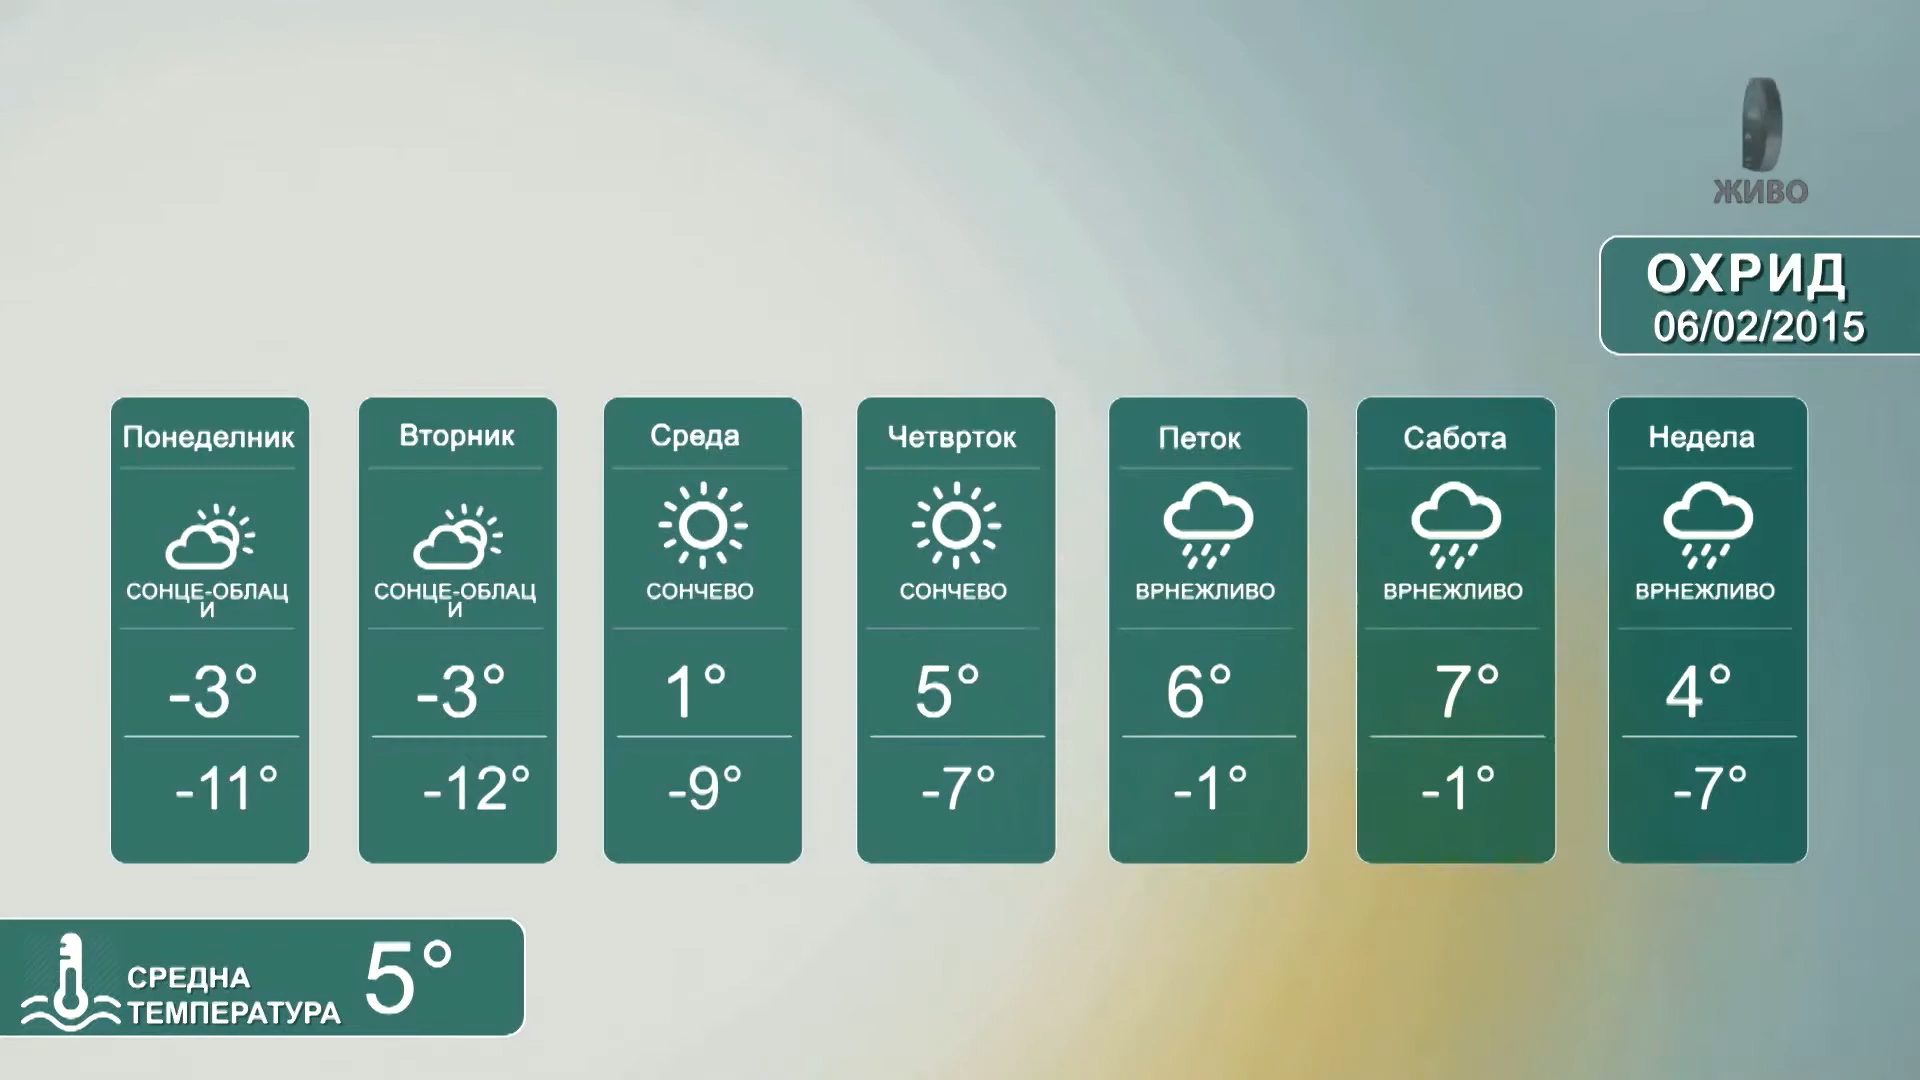 ЖИВО
ОХРИД
06/02/2015
Понеделник
СОНЦЕ-ОБЛАЦ
И
-3°
-11°
Вторник
СОНЦЕ-ОБЛАЦ
И
-3°
-12°
Среда
СОНЧЕВО
1°
-9°
Четврток
СОНЧЕВО
5°
-7°
Петок
ВРНЕЖЛИВО
6°
-1°
Сабота
ВРНЕЖЛИВО
7°
-1°
Недела
ВРНЕЖЛИВО
4°
-7°
СРЕДНА
ТЕМПЕРАТУРА
5°